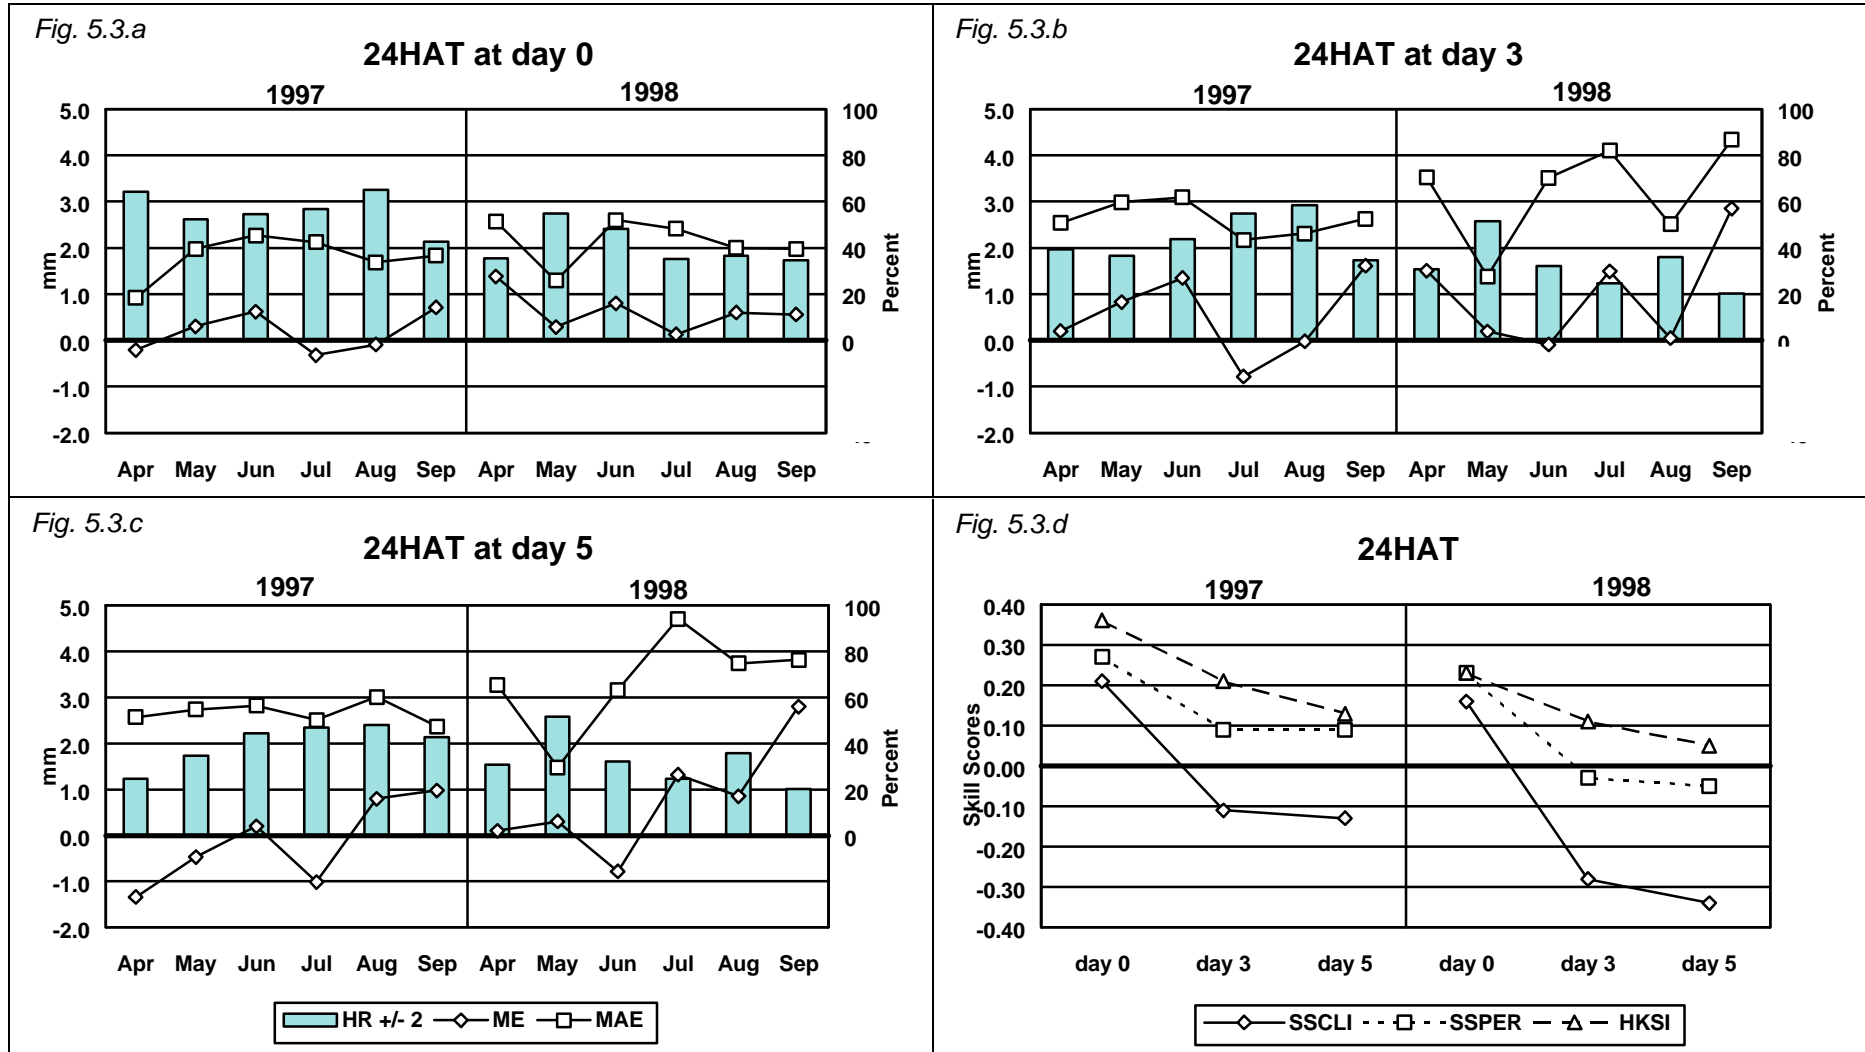 Fig. 5.3.a
24HAT at day 0
1997 1998
5.0 100
4.0 80
3.0 60
2.0 40
1.0 20
0.0 0
-1.0
-2.0
mm
Percent
Apr May Jun Jul Aug Sep Apr May Jun Jul Aug Sep
Fig. 5.3.b
24HAT at day 3
1997 1998
5.0 100
4.0 80
3.0 60
2.0 40
1.0 20
0.0 0
-1.0
-2.0
mm
Percent
Apr May Jun Jul Aug Sep Apr May Jun Jul Aug Sep
Fig. 5.3.c
24HAT at day 5
1997 1998
5.0 100
4.0 80
3.0 60
2.0 40
1.0 20
0.0 0
-1.0
-2.0
mm
Percent
Apr May Jun Jul Aug Sep Apr May Jun Jul Aug Sep
HR +/- 2 ME MAE
Fig. 5.3.d
24HAT
1997 1998
0.40
0.30
0.20
0.10
0.00
-0.10
-0.20
-0.30
-0.40
Skill Scores
day 0 day 3 day 5 day 0 day 3 day 5
SSCLI SSPER HKSI